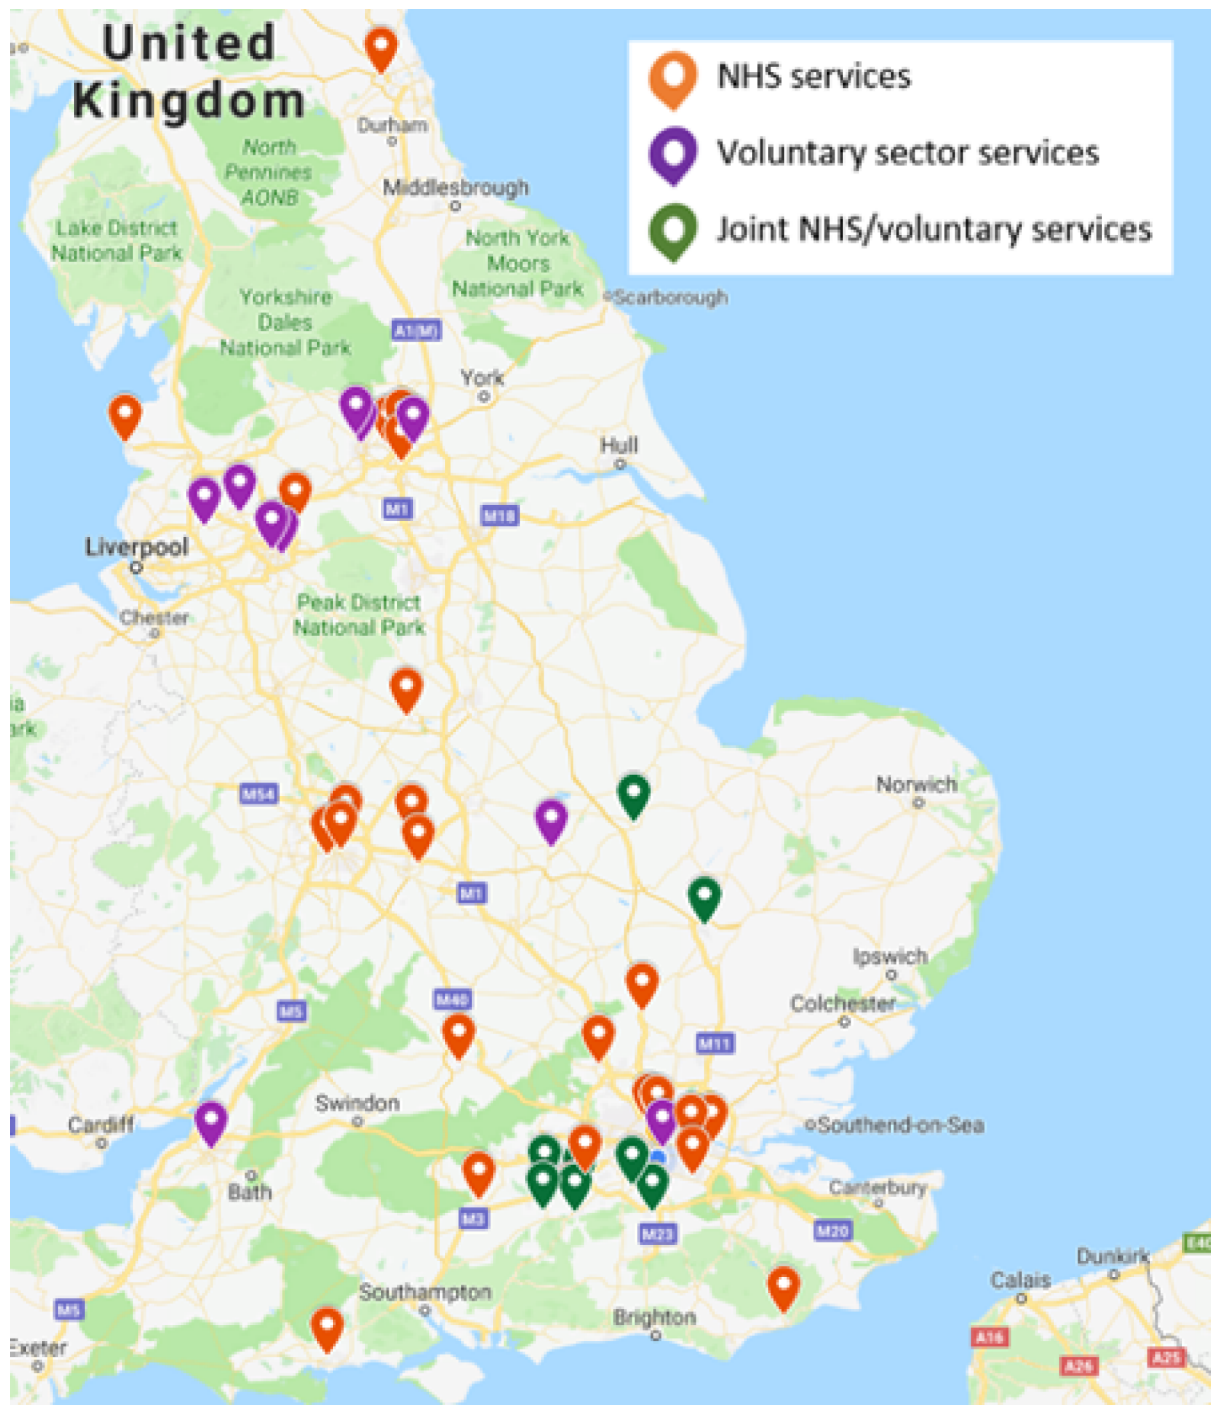 United
Kingdom
NHS services
Voluntary sector services
Joint NHS/voluntary services
Durham
North
Pennines
AONB
Middlesbrough
Lake District
National Park
North York
Moors
National Park
Scarborough
Yorkshire
Dales
National Park
A1(M)
York
Hull
M1
M18
Liverpool
Chester
Peak District
National Park
ia
ark
M54
Norwich
M1
Ipswich
M40
M5
Colchester
M11
Swindon
Cardiff
Southend-on-Sea
Bath
Canterbury
M3
M23
M20
E40
Dunkirk
Calais
Southampton
M5
Brighton
Exeter
A16
A26
A25